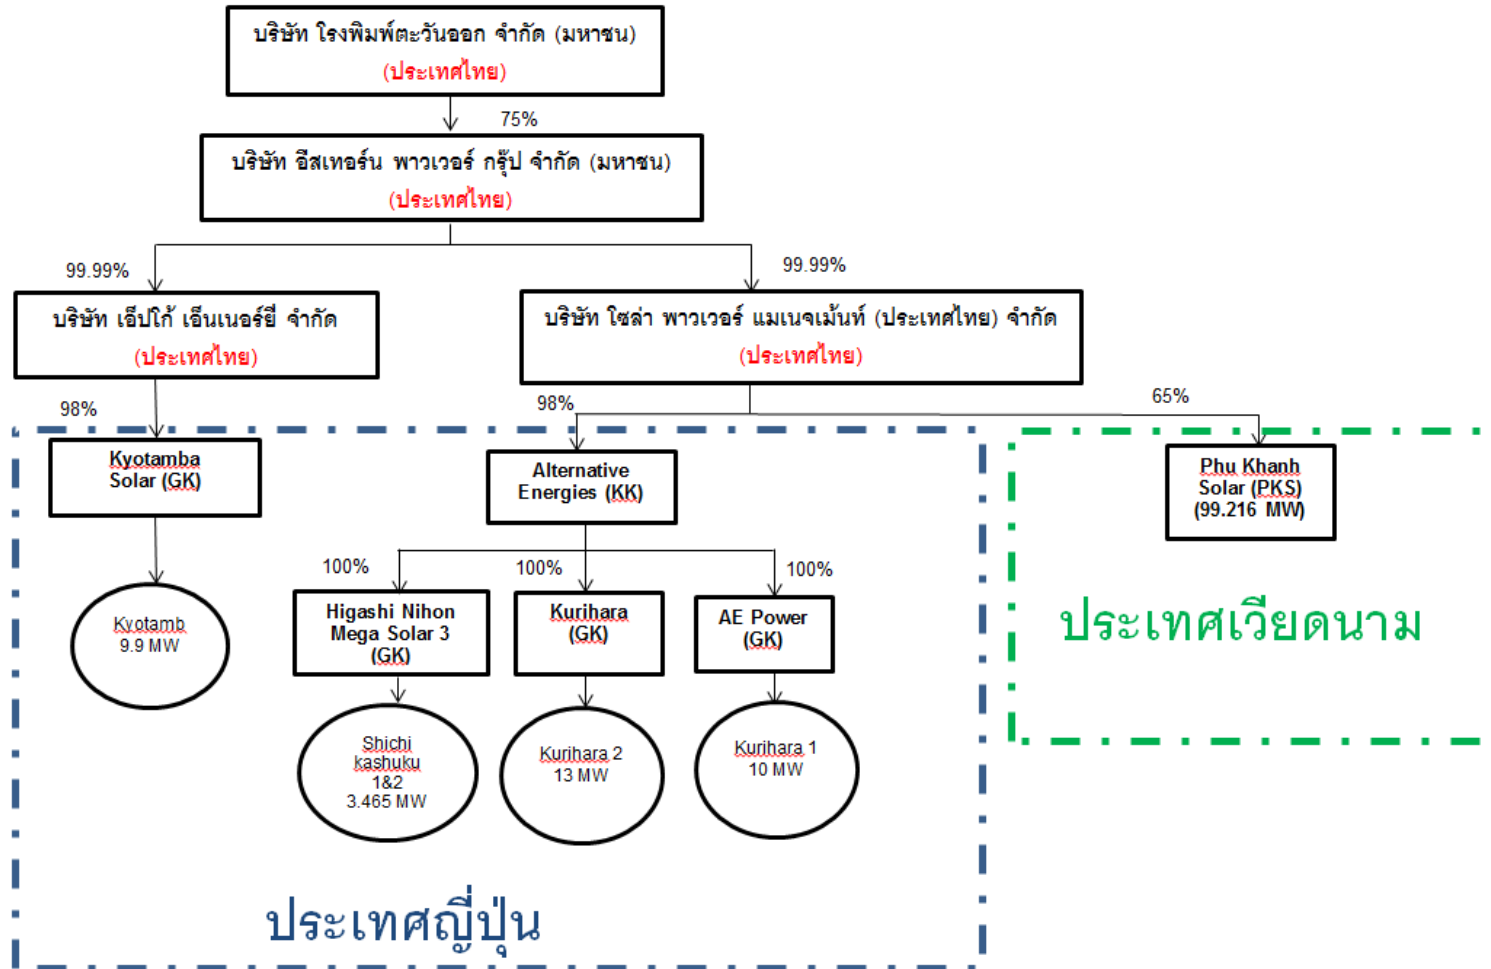 บริษัท โรงพิมพ์ตะวันออก จำกัด (มหาชน)
(ประเทศไทย)
75%
บริษัท อีสเทอร์น พาวเวอร์ กรุ๊ป จำกัด (มหาชน)
(ประเทศไทย)
99.99%
99.99%
บริษัท เอ็ปโก้ เอ็นเนอร์ยี่ จำกัด
(ประเทศไทย)
บริษัท โซล่า พาวเวอร์ แมเนจเม้นท์ (ประเทศไทย) จำกัด
(ประเทศไทย)
98%
98%
65%
Kyotamba
Solar (GK)
Alternative
Energies (KK)
Phu Khanh
Solar (PKS)
(99.216 MW)
100%
100%
100%
Higashi Nihon
Mega Solar 3
(GK)
Kurihara
(GK)
AE Power
(GK)
Kyotamb
9.9 MW
Shichi
kashuku
1&2
3.465 MW
Kurihara 2
13 MW
Kurihara 1
10 MW
ประเทศเวียดนาม
ประเทศญี่ปุ่น